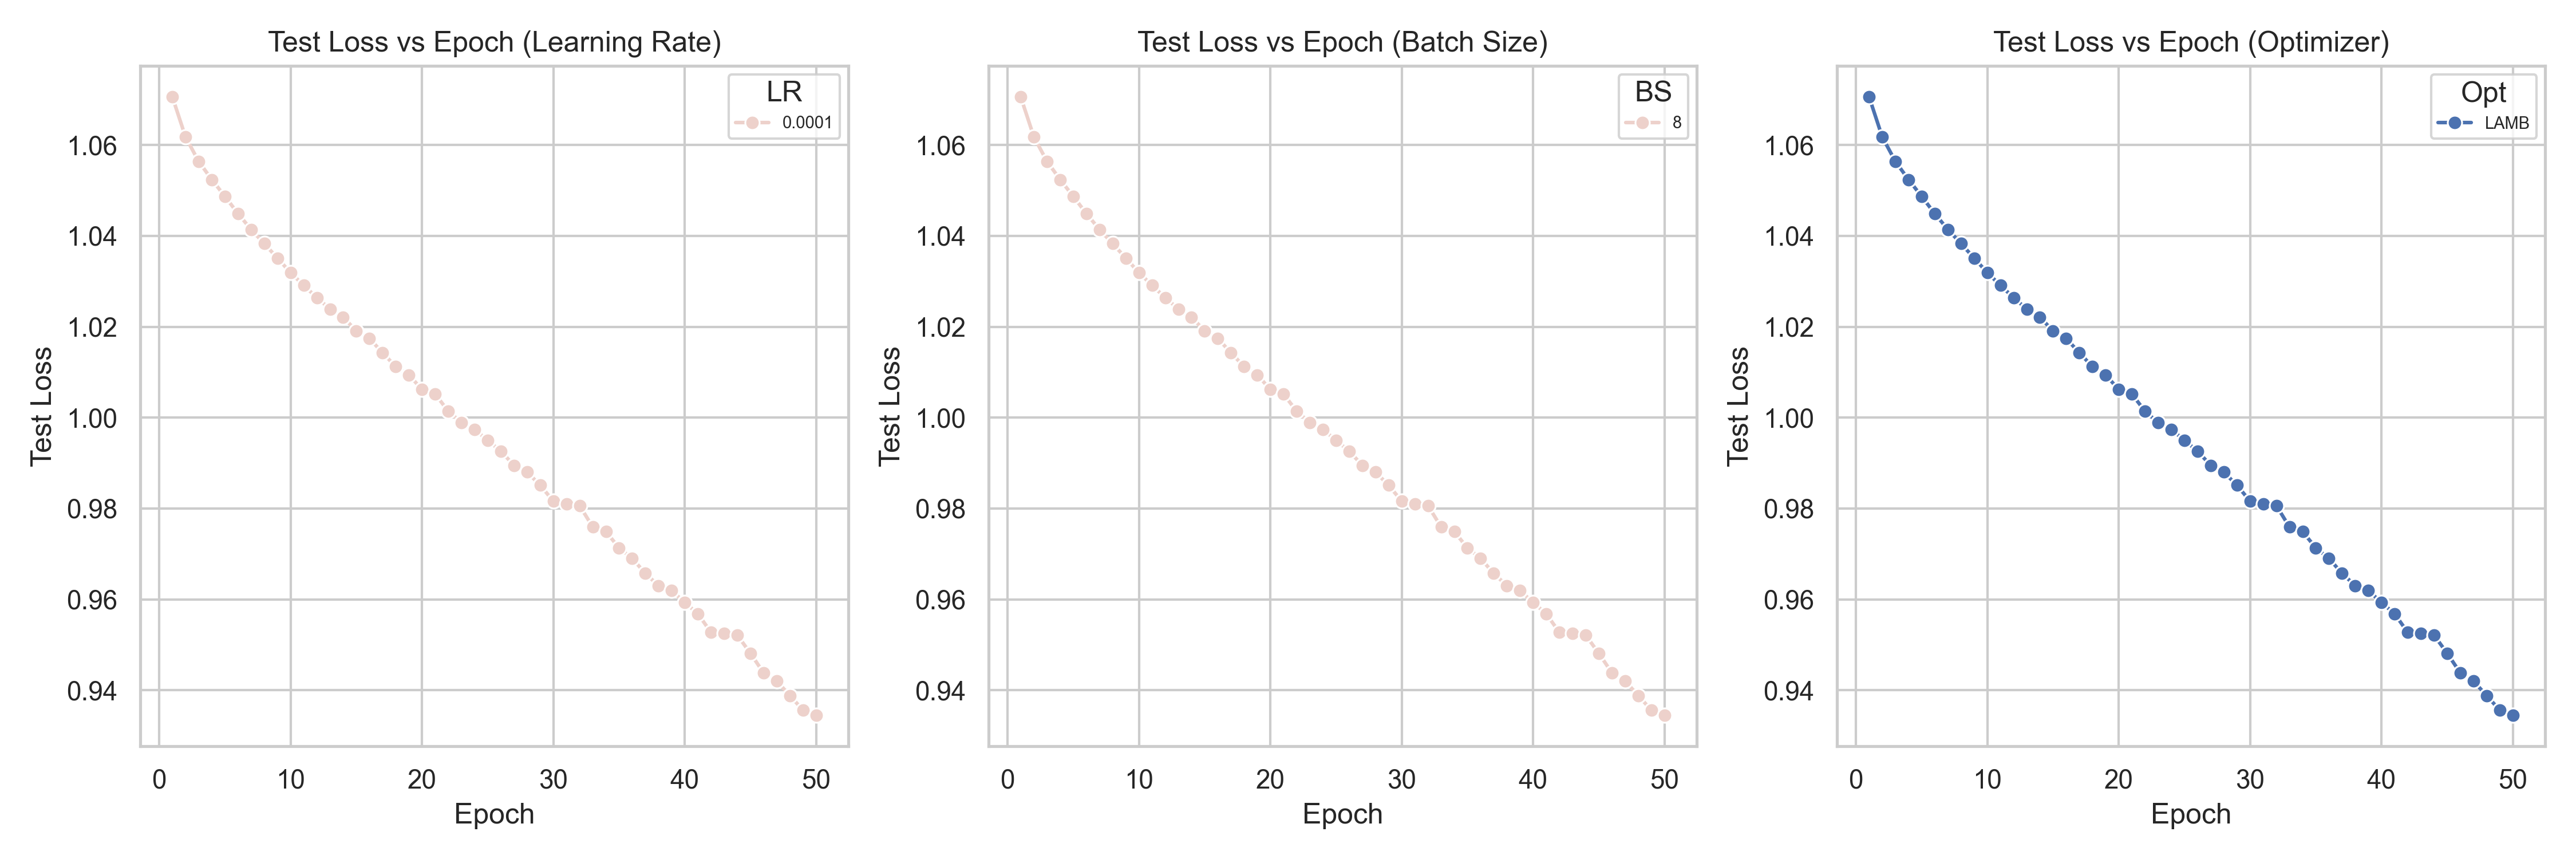 Test Loss vs Epoch (Learning Rate)
LR
0.0001
1.06
1.04
1.02
1.00
0.98
0.96
0.94
Test Loss
0 10 20 30 40 50
Epoch
Test Loss vs Epoch (Batch Size)
BS
8
1.06
1.04
1.02
1.00
0.98
0.96
0.94
Test Loss
0 10 20 30 40 50
Epoch
Test Loss vs Epoch (Optimizer)
Opt
LAMB
1.06
1.04
1.02
1.00
0.98
0.96
0.94
Test Loss
0 10 20 30 40 50
Epoch